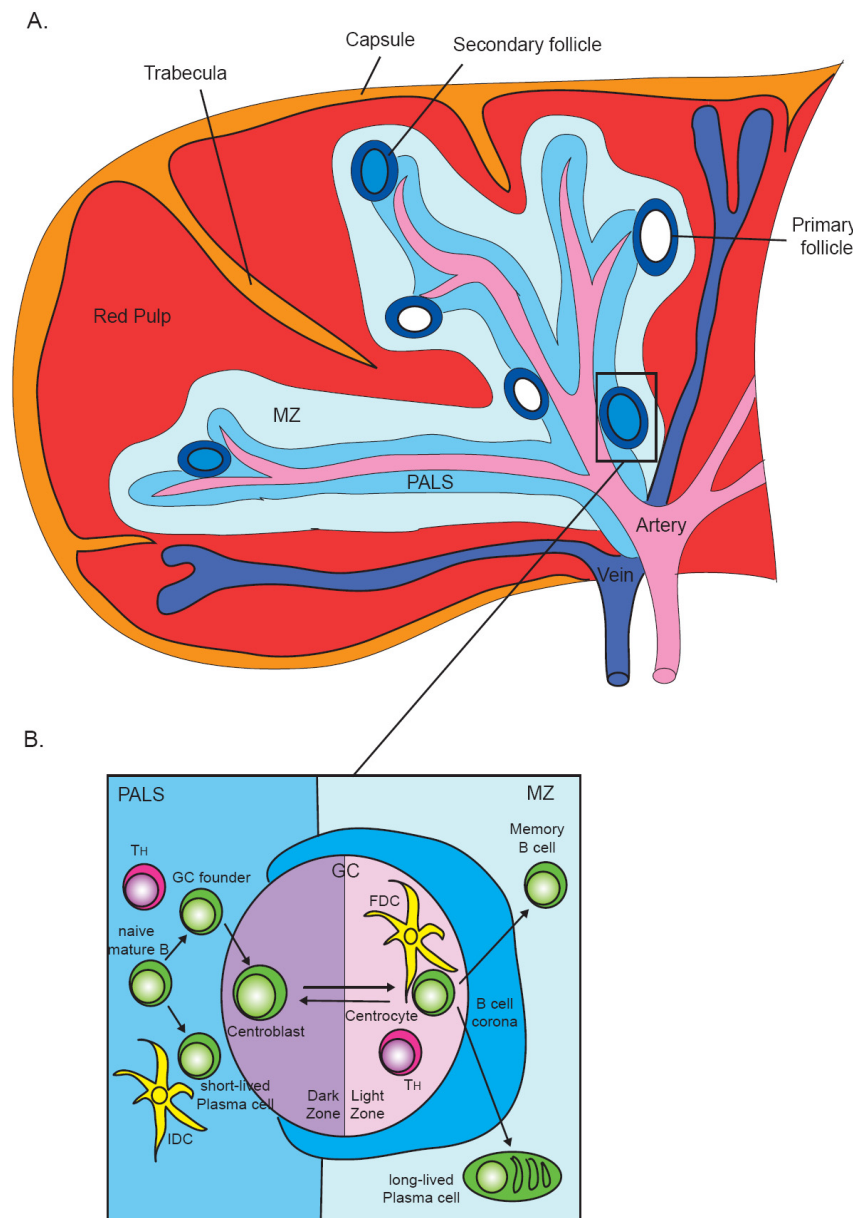 A.
Capsule
Secondary follicle
Trabecula
Primary
follicle
Red Pulp
MZ
PALS
Artery
Vein
B.
PALS
MZ
TH
GC founder
naive
mature B
short-lived
Plasma cell
IDC
GC
FDC
Centroblast
Centrocyte
TH
Dark
Zone
Light
Zone
B cell
corona
Memory
B cell
long-lived
Plasma cell